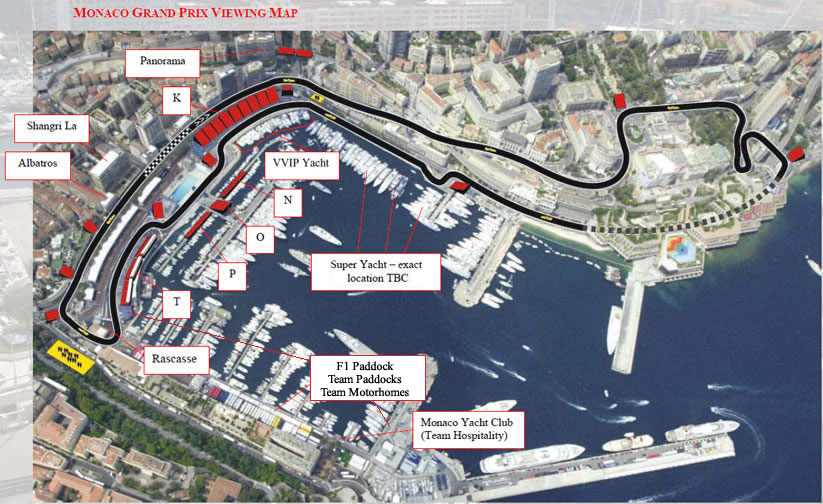 MONACO GRAND PRIX VIEWING MAP
Panorama
K
Shangri La
Albatros
VVIP Yacht
N
O
P
Super Yacht – exact
location TBC
T
Rascasse
F1 Paddock
Team Paddocks
Team Motorhomes
Monaco Yacht Club
(Team Hospitality)